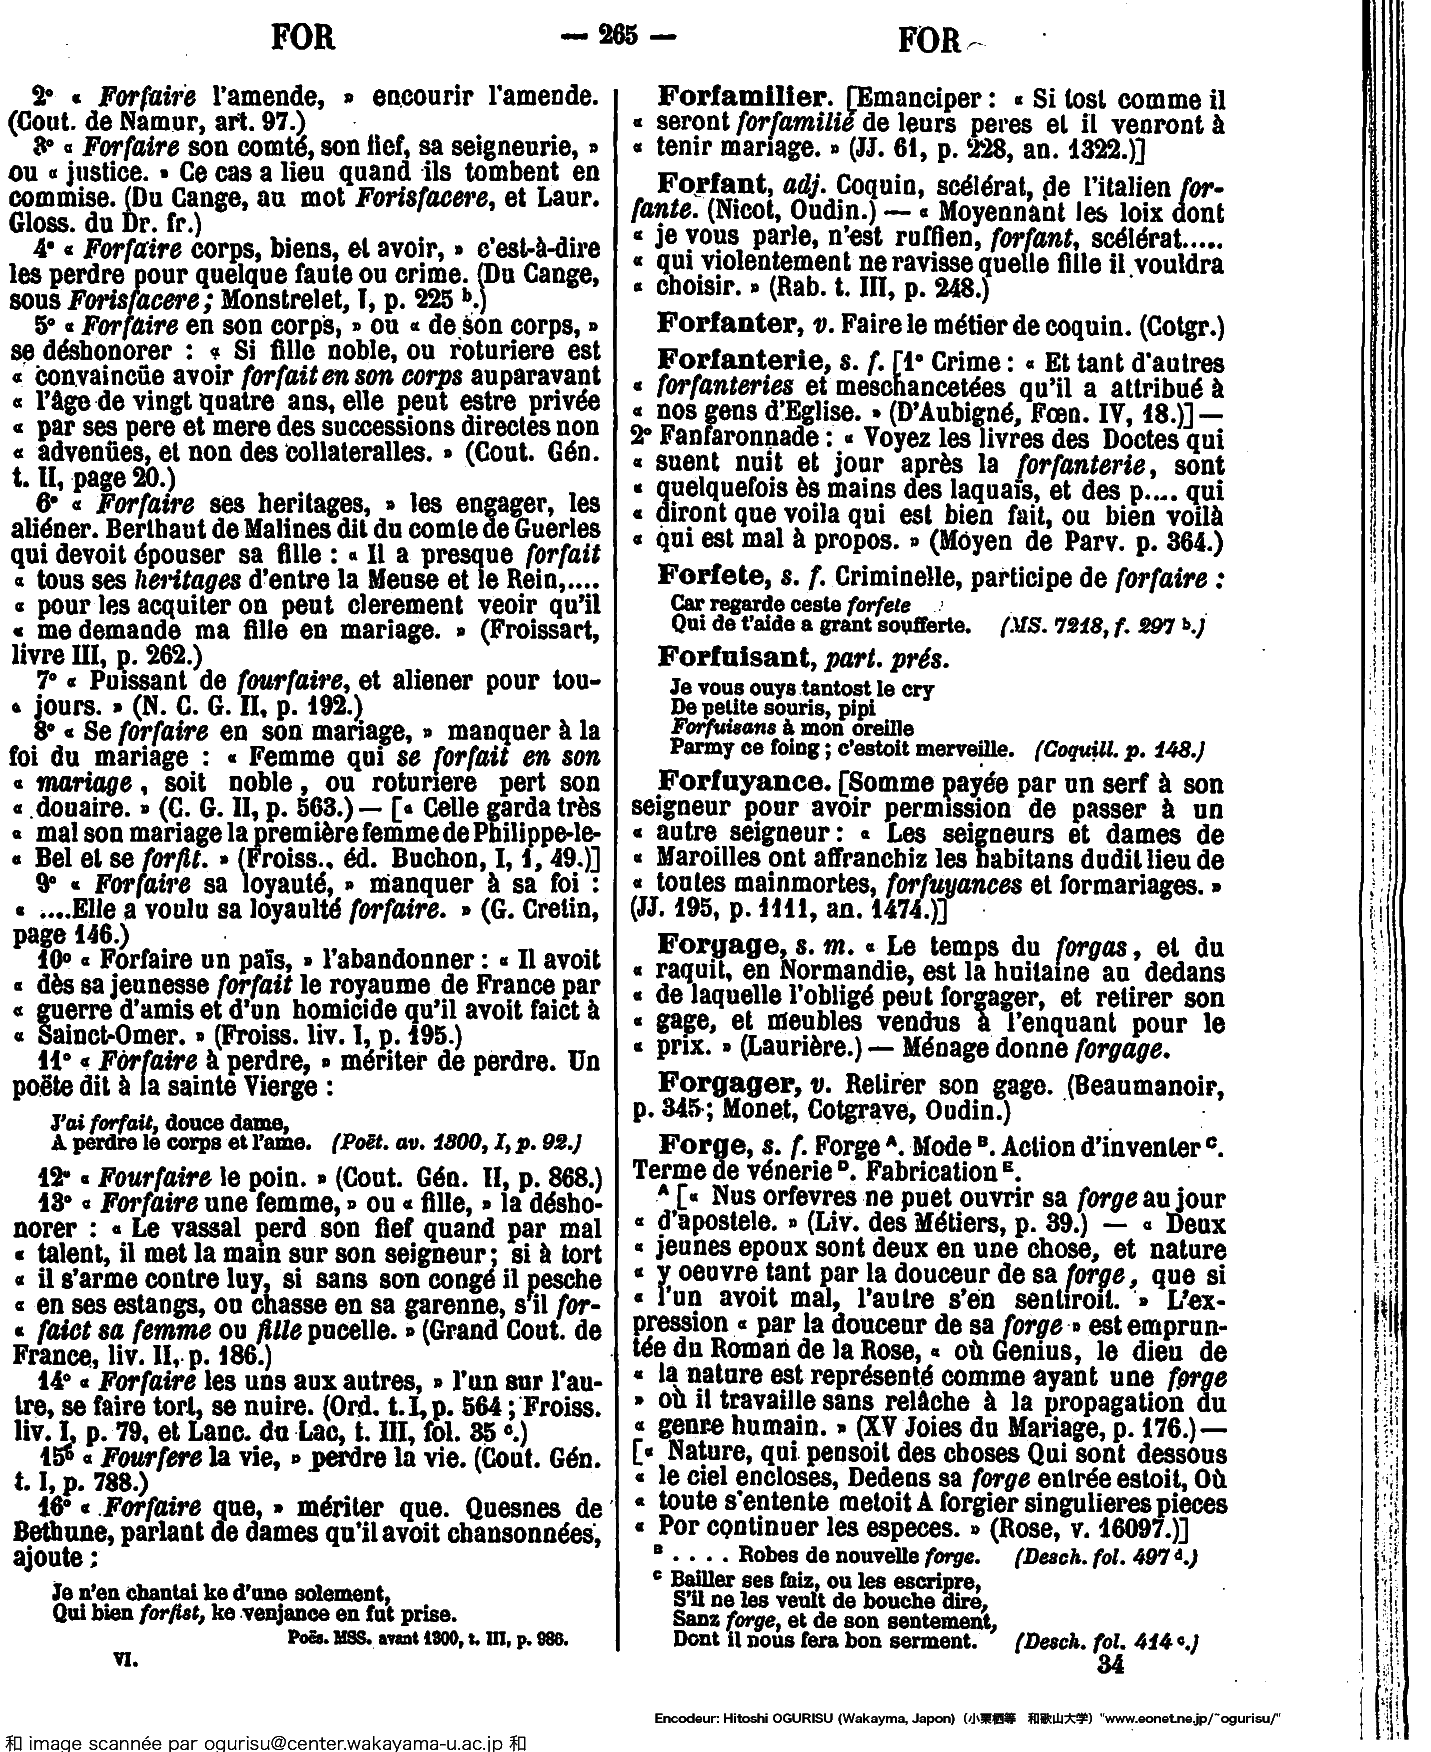 FOR — 265 — FOR
2º « Forfaire l'amende, » encourir l'amende.
(Cout. de Namur, art. 97.)
3º « Forfaire son comté, son fief, sa seigneurie, »
ou « justice. » Ce cas a lieu quand ils tombent en
commise. (Du Cange, au mot Forisfacere, et Laur.
Gloss. du Dr. fr.)
4º « Forfaire corps, biens, et avoir, » c'est-à-dire
les perdre pour quelque faute ou crime. (Du Cange,
sous Forisfacere; Monstrelet, I, p. 225 b.)
5º « Forfaire en son corps, » ou « de son corps, »
se déshonorer : « Si fille noble, ou roturiere est
« convaincüe avoir forfait en son corps auparavant
« l'âge de vingt quatre ans, elle peut estre privée
« par ses pere et mere des successions directes non
« advenües, et non des collateralles. » (Cout. Gén.
t. II, page 20.)
6º « Forfaire ses heritages, » les engager, les
aliéner. Berthaut de Malines dit du comte de Guerles
qui devoit épouser sa fille : « Il a presque forfait
« tous ses heritages d'entre la Meuse et le Rein,....
« pour les acquiter on peut clerement veoir qu'il
« me demande ma fille en mariage. » (Froissart,
livre III, p. 262.)
7º « Puissant de fourfaire, et aliener pour tou-
« jours. » (N. C. G. II, p. 192.)
8º « Se forfaire en son mariage, » manquer à la
foi du mariage : « Femme qui se forfait en son
« mariage, soit noble, ou roturiere pert son
« douaire. » (C. G. II, p. 563.) — [« Celle garda très
« mal son mariage la première femme de Philippe-le-
« Bel et se forfit. » (Froiss., éd. Buchon, I, 1, 49.)]
9º « Forfaire sa loyauté, » manquer à sa foi :
« ....Elle a voulu sa loyaulté forfaire. » (G. Cretin,
page 146.)
10º « Forfaire un païs, » l'abandonner : « Il avoit
« dès sa jeunesse forfait le royaume de France par
« guerre d'amis et d'un homicide qu'il avoit faict à
« Sainct-Omer. » (Froiss. liv. I, p. 195.)
11º « Forfaire à perdre, » mériter de perdre. Un
poëte dit à la sainte Vierge :
J'ai forfait, douce dame,
A perdre le corps et l'ame. (Poët. av. 1300, I, p. 92.)
12º « Fourfaire le poin. » (Cout. Gén. II, p. 868.)
13º « Forfaire une femme, » ou « fille, » la désho-
norer : « Le vassal perd son fief quand par mal
« talent, il met la main sur son seigneur; si à tort
« il s'arme contre luy, si sans son congé il pesche
« en ses estangs, ou chasse en sa garenne, s'il for-
« faict sa femme ou fille pucelle. » (Grand Cout. de
France, liv. II, p. 186.)
14º « Forfaire les uns aux autres, » l'un sur l'au-
tre, se faire tort, se nuire. (Ord. t. I, p. 564 ; Froiss.
liv. I, p. 79, et Lanc. du Lac, t. III, fol. 35 c.)
15º « Fourfere la vie, » perdre la vie. (Cout. Gén.
t. I, p. 788.)
16º « Forfaire que, » mériter que. Quesnes de
Bethune, parlant de dames qu'il avoit chansonnées,
ajoute :
Je n'en chantai ke d'une solement,
Qui bien forfist, ke venjance en fut prise.
Poës. MSS. avant 1300, t. III, p. 986.
VI.
Forfamilier. [Emanciper : « Si tost comme il
« seront forfamilié de leurs peres et il venront à
« tenir mariage. » (JJ. 61, p. 228, an. 1322.)]
Forfant, adj. Coquin, scélérat, de l'italien for-
fante. (Nicot, Oudin.) — « Moyennant les loix dont
« je vous parle, n'est ruffien, forfant, scélérat.....
« qui violentement ne ravisse quelle fille il vouldra
« choisir. » (Rab. t. III, p. 248.)
Forfanter, v. Faire le métier de coquin. (Cotgr.)
Forfanterie, s. f. [1º Crime : « Et tant d'autres
« forfanteries et meschancetées qu'il a attribué à
« nos gens d'Eglise. » (D'Aubigné, Fœn. IV, 18.)] —
2º Fanfaronnade : « Voyez les livres des Doctes qui
« suent nuit et jour après la forfanterie, sont
« quelquefois ès mains des laquais, et des p.... qui
« diront que voila qui est bien fait, ou bien voilà
« qui est mal à propos. » (Moyen de Parv. p. 364.)
Forfete, s. f. Criminelle, participe de forfaire :
Car regarde ceste forfete
Qui de t'aide a grant soufferte. (MS. 7218, f. 297 b.)
Forfuisant, part. prés.
Je vous ouys tantost le cry
De petite souris, pipi
Forfuisans à mon oreille
Parmy ce foing ; c'estoit merveille. (Coquill. p. 148.)
Forfuyance. [Somme payée par un serf à son
seigneur pour avoir permission de passer à un
« autre seigneur : « Les seigneurs et dames de
« Maroilles ont affranchiz les habitans dudit lieu de
« toutes mainmortes, forfuyances et formariages. »
(JJ. 195, p. 1111, an. 1474.)]
Forgage, s. m. « Le temps du forgas, et du
« raquit, en Normandie, est la huitaine au dedans
« de laquelle l'obligé peut forgager, et retirer son
« gage, et meubles vendus à l'enquant pour le
« prix. » (Laurière.) — Ménage donne forgage.
Forgager, v. Retirer son gage. (Beaumanoir,
p. 345 ; Monet, Cotgrave, Oudin.)
Forge, s. f. Forge A. Mode B. Action d'inventer C.
Terme de vénerie D. Fabrication E.
A [« Nus orfevres ne puet ouvrir sa forge au jour
« d'apostele. » (Liv. des Métiers, p. 39.) — « Deux
« jeunes epoux sont deux en une chose, et nature
« y oeuvre tant par la douceur de sa forge, que si
« l'un avoit mal, l'autre s'en sentiroit. » L'ex-
pression « par la douceur de sa forge » est emprun-
tée du Roman de la Rose, « où Genius, le dieu de
« la nature est représenté comme ayant une forge
» où il travaille sans relâche à la propagation du
« genre humain. » (XV Joies du Mariage, p. 176.) —
[« Nature, qui pensoit des choses Qui sont dessous
« le ciel encloses, Dedens sa forge entrée estoit, Où
« toute s'entente metoit A forgier singulieres pieces
« Por continuer les especes. » (Rose, v. 16097.)]
B . . . . Robes de nouvelle forge. (Desch. fol. 497 d.)
C Bailler ses faiz, ou les escripre,
S'il ne les veult de bouche dire,
Sanz forge, et de son sentement,
Dont il nous fera bon serment. (Desch. fol. 414 c.)
34
Encodeur: Hitoshi OGURISU (Wakayma, Japon) (小栗栖等 和歌山大学) "www.eonet.ne.jp/~ogurisu/"
和 image scannée par ogurisu@center.wakayama-u.ac.jp 和